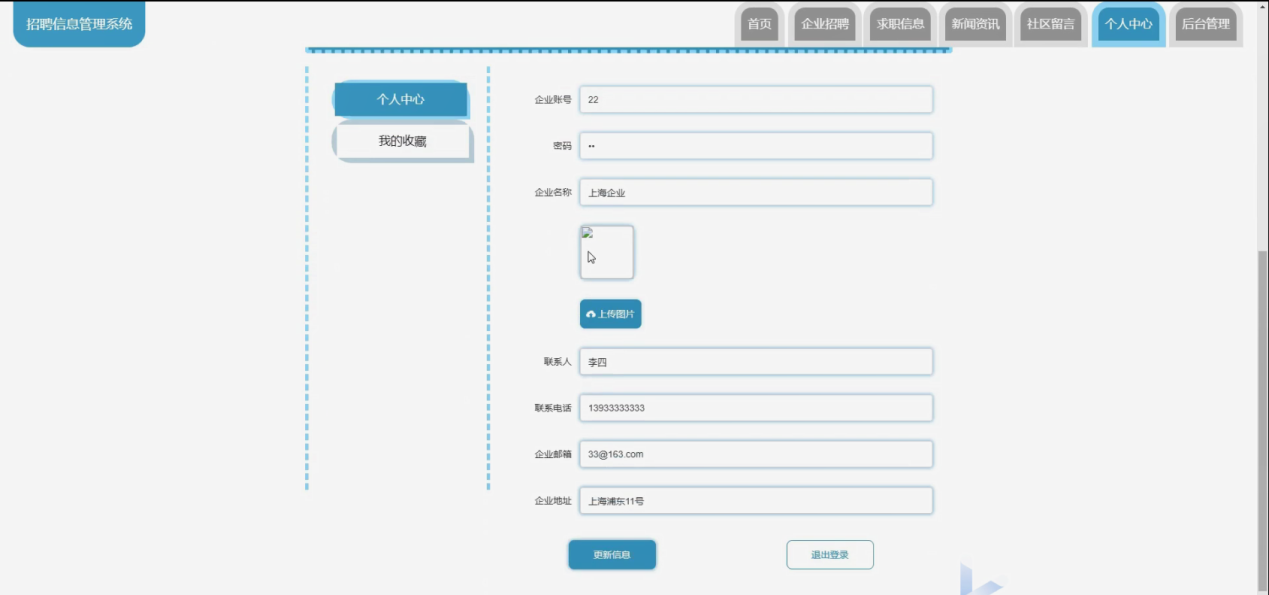 招聘信息管理系统
首页
企业招聘
求职信息
新闻资讯
社区留言
个人中心
后台管理
个人中心
我的收藏
企业账号 22
密码 ••
企业名称 上海企业
上传图片
联系人 李四
联系电话 13933333333
企业邮箱 33@163.com
企业地址 上海浦东11号
更新信息
退出登录